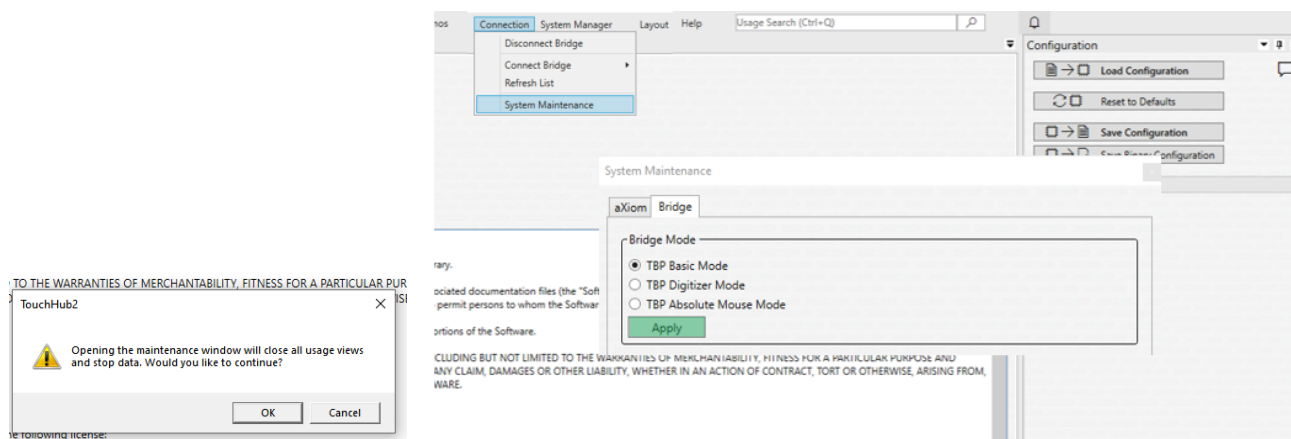 nos Connection System Manager Layout Help Usage Search (Ctrl+Q)
Disconnect Bridge
Connect Bridge
Refresh List
System Maintenance
Configuration
Load Configuration
Reset to Defaults
Save Configuration
Save Binary Configuration
System Maintenance
aXiom Bridge
Bridge Mode
TBP Basic Mode
TBP Digitizer Mode
TBP Absolute Mouse Mode
Apply
rary.
ociated documentation files (the "Soft
permit persons to whom the Softwar
ortions of the Software.
CLUDING BUT NOT LIMITED TO THE WARRANTIES OF MERCHANTABILITY, FITNESS FOR A PARTICULAR PURPOSE AND
ANY CLAIM, DAMAGES OR OTHER LIABILITY, WHETHER IN AN ACTION OF CONTRACT, TORT OR OTHERWISE, ARISING FROM,
WARE.
TO THE WARRANTIES OF MERCHANTABILITY, FITNESS FOR A PARTICULAR PUR
TouchHub2
Opening the maintenance window will close all usage views
and stop data. Would you like to continue?
OK Cancel
he following license: